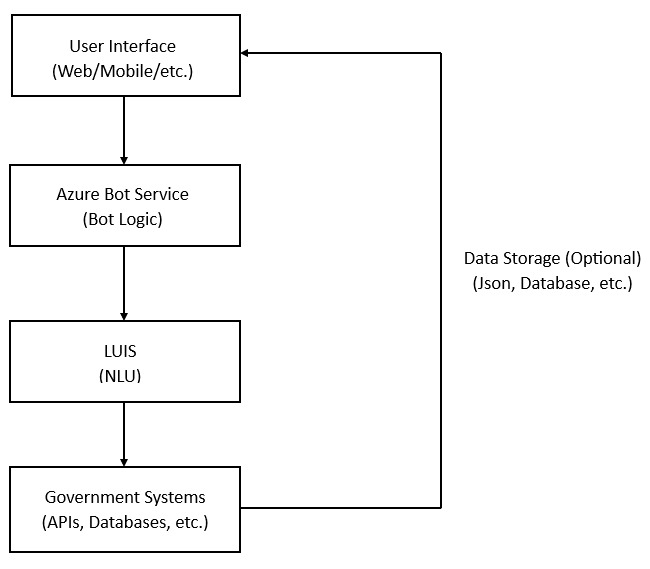 User Interface
(Web/Mobile/etc.)
Azure Bot Service
(Bot Logic)
Data Storage (Optional)
(Json, Database, etc.)
LUIS
(NLU)
Government Systems
(APIs, Databases, etc.)